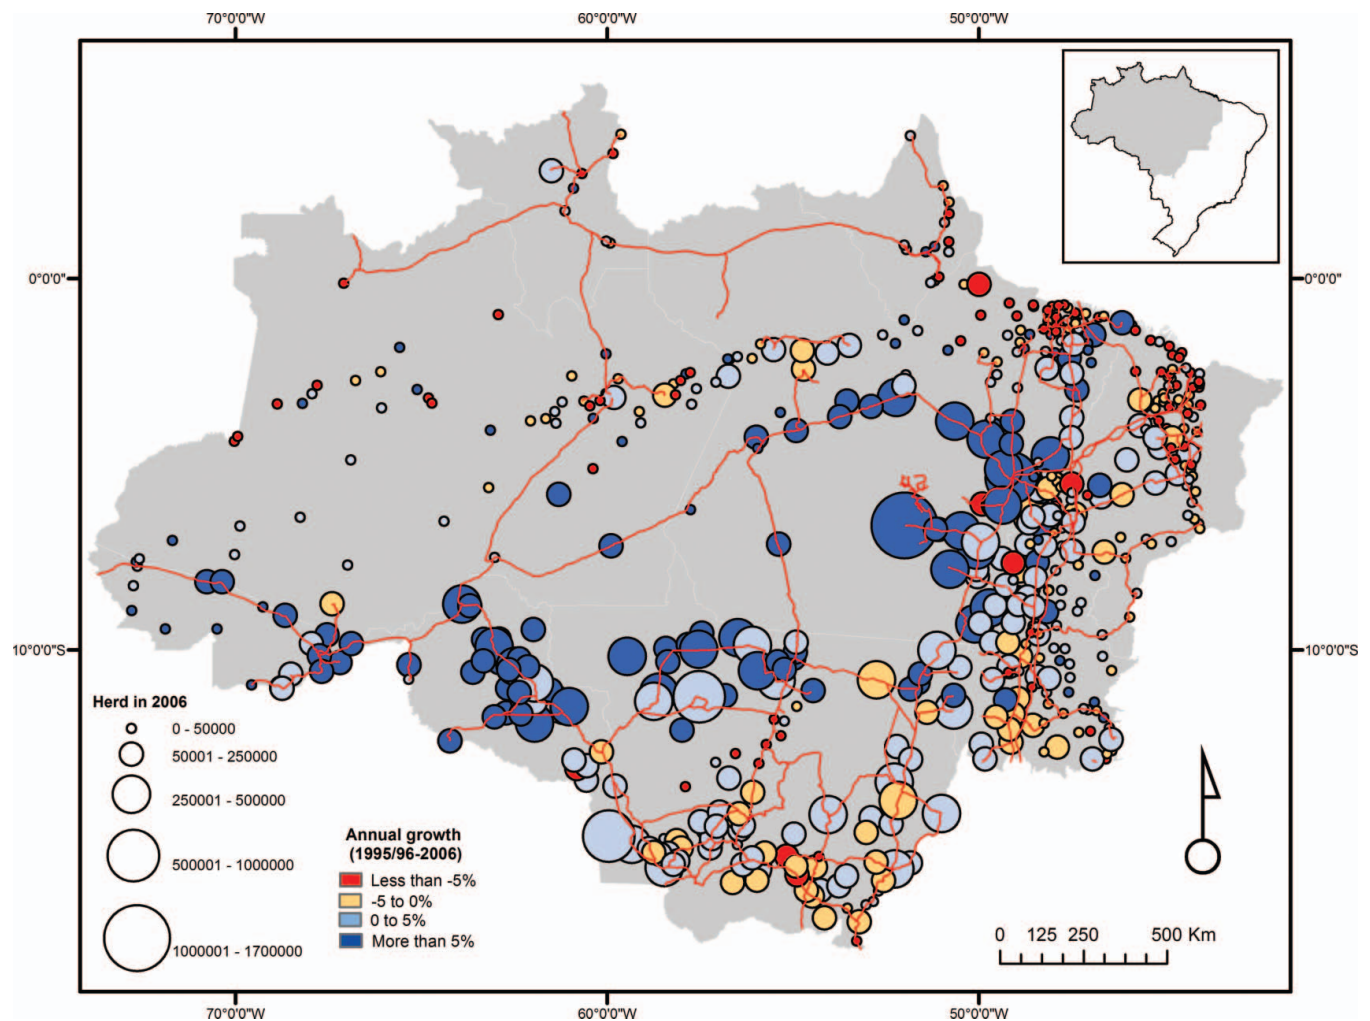 70°0'0"W 60°0'0"W 50°0'0"W
0°0'0" 0°0'0"
10°0'0"S 10°0'0"S
Herd in 2006
0 - 50000
50001 - 250000
250001 - 500000
500001 - 1000000
1000001 - 1700000
Annual growth
(1995/96-2006)
Less than -5%
-5 to 0%
0 to 5%
More than 5%
0 125 250 500 Km
70°0'0"W 60°0'0"W 50°0'0"W